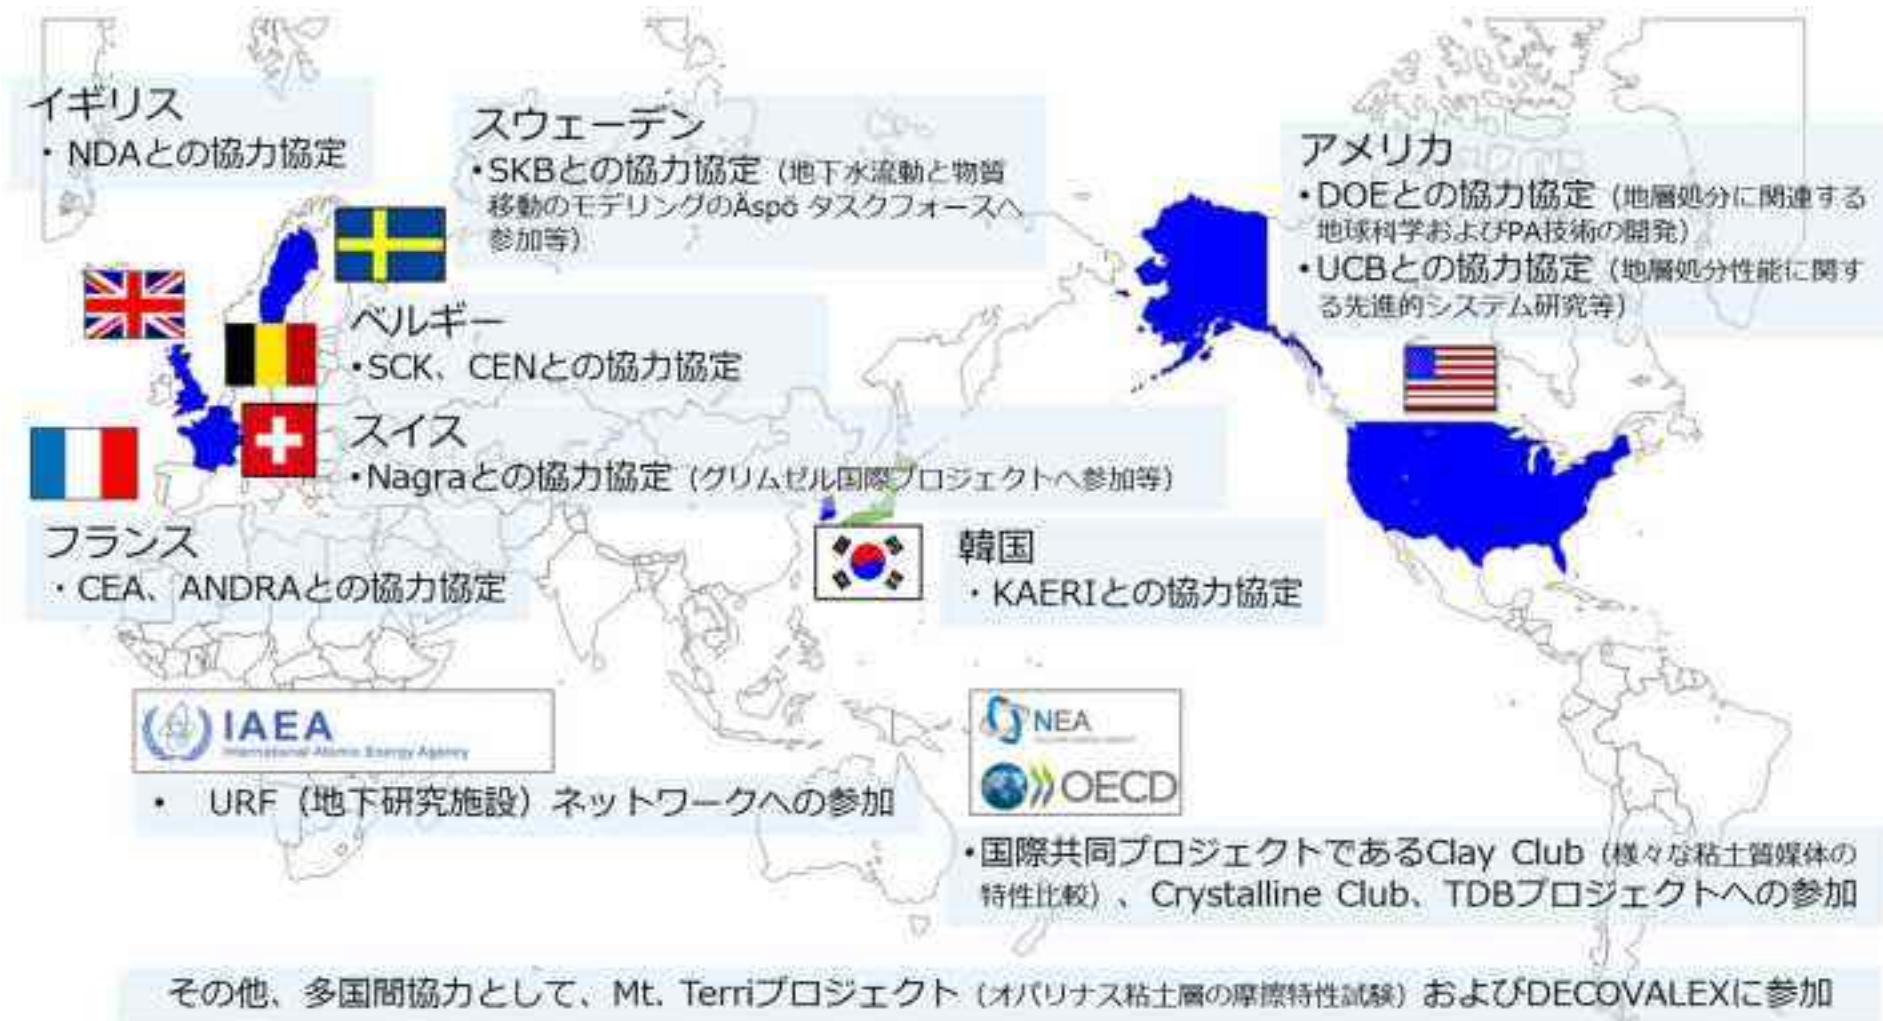 イギリス
・ NDAとの協力協定
スウェーデン
・SKBとの協力協定（地下水流動と物質
移動のモデリングのÄspö タスクフォースへ
参加等）
アメリカ
・DOEとの協力協定（地層処分に関連する
地球科学およびPA技術の開発）
・UCBとの協力協定（地層処分性能に関す
る先進的システム研究等）
ベルギー
・SCK、CENとの協力協定
スイス
・Nagraとの協力協定（グリムゼル国際プロジェクトへ参加等）
フランス
・CEA、ANDRAとの協力協定
韓国
・KAERIとの協力協定
IAEA
International Atomic Energy Agency
・ URF（地下研究施設）ネットワークへの参加
NEA
OECD
・国際共同プロジェクトであるClay Club（様々な粘土質媒体の
特性比較）、Crystalline Club、TDBプロジェクトへの参加
その他、多国間協力として、Mt. Terriプロジェクト（オパリナス粘土層の摩擦特性試験）およびDECOVALEXに参加